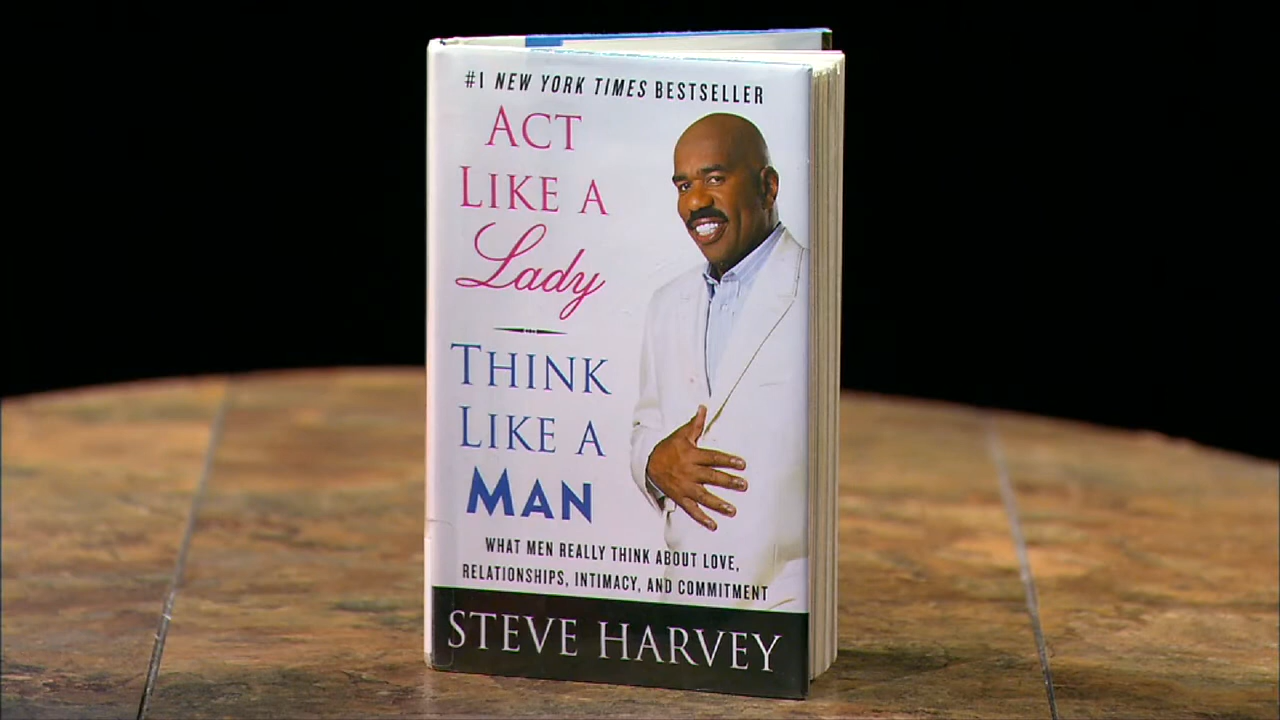 #1 NEW YORK TIMES BESTSELLER
ACT
LIKE A
Lady
THINK
LIKE A
MAN
WHAT MEN REALLY THINK ABOUT LOVE,
RELATIONSHIPS, INTIMACY, AND COMMITMENT
STEVE HARVEY